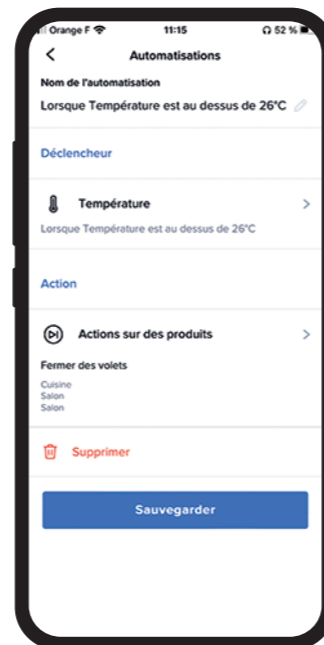 Orange F 11:15 52 %
Automatisations
Nom de l'automatisation
Lorsque Température est au dessus de 26°C
Déclencheur
Température
Lorsque Température est au dessus de 26°C
Action
Actions sur des produits
Fermer des volets
Cuisine
Salon
Salon
Supprimer
Sauvegarder